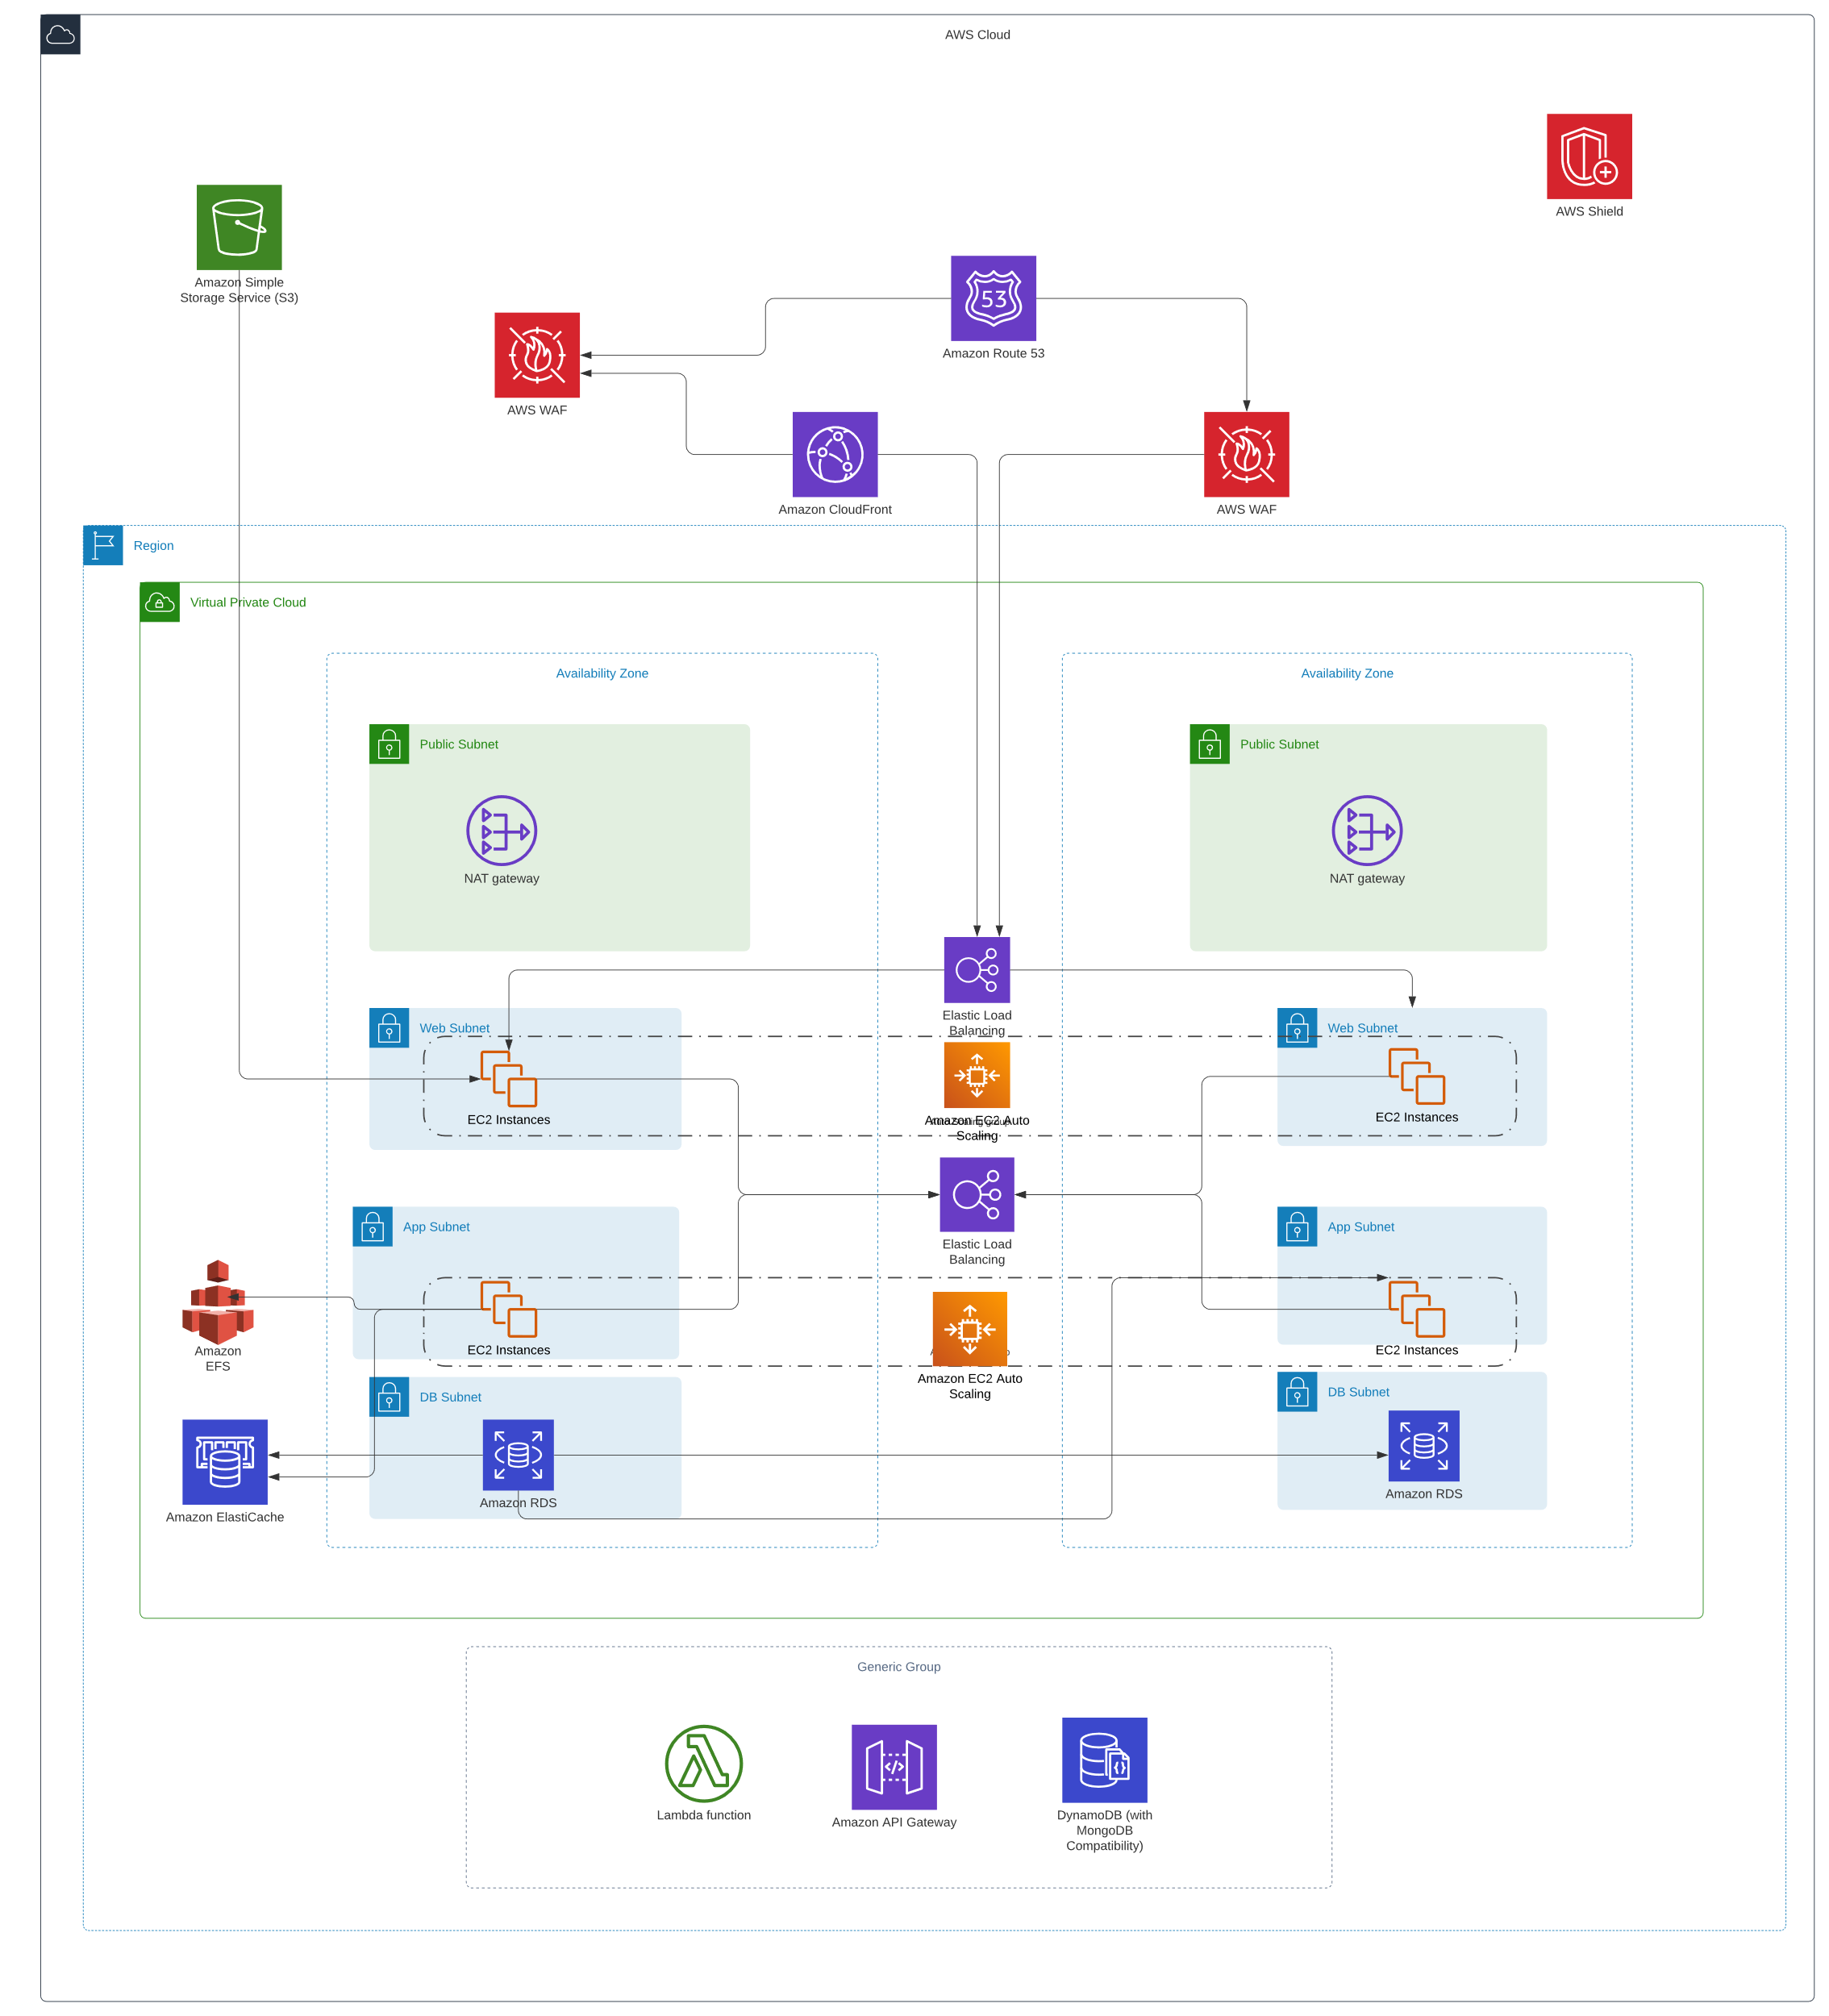 AWS Cloud
AWS Shield
Amazon Simple
Storage Service (S3)
53
Amazon Route 53
AWS WAF
Amazon CloudFront
AWS WAF
Region
Virtual Private Cloud
Availability Zone
Availability Zone
Public Subnet
Public Subnet
NAT gateway
NAT gateway
Elastic Load
Balancing
Web Subnet
Web Subnet
EC2 Instances
Amazon EC2 Auto
Scaling
EC2 Instances
App Subnet
App Subnet
Elastic Load
Balancing
Amazon
EFS
EC2 Instances
EC2 Instances
Amazon EC2 Auto
Scaling
DB Subnet
DB Subnet
Amazon RDS
Amazon RDS
Amazon ElastiCache
Generic Group
Lambda function
Amazon API Gateway
DynamoDB (with
MongoDB
Compatibility)